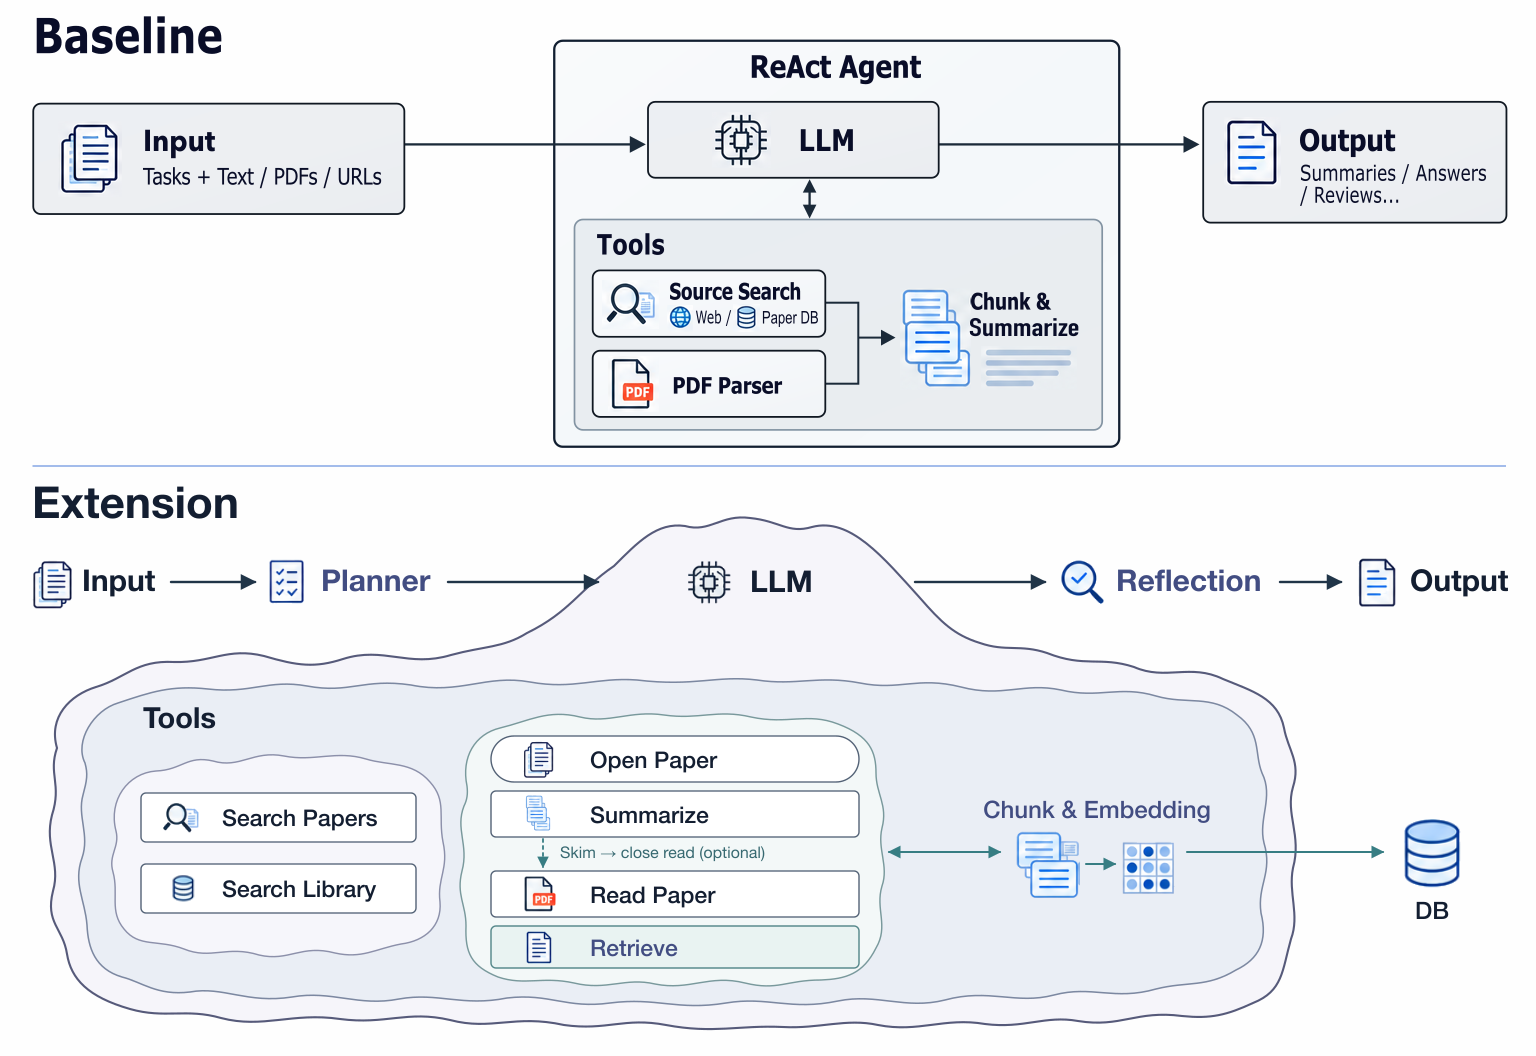 Baseline
ReAct Agent
Input
Tasks + Text / PDFs / URLs
LLM
Output
Summaries / Answers
/ Reviews...
Tools
Source Search
Web / Paper DB
PDF Parser
PDF
Chunk &
Summarize
Extension
Input
Planner
LLM
Reflection
Output
Tools
Search Papers
Search Library
Open Paper
Summarize
Skim → close read (optional)
Read Paper
PDF
Retrieve
Chunk & Embedding
DB